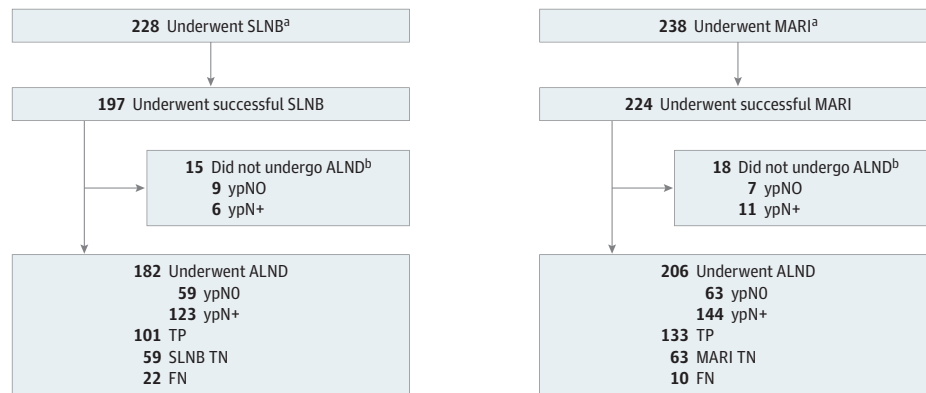 228 Underwent SLNBa
197 Underwent successful SLNB
15 Did not undergo ALNDb
9 ypNO
6 ypN+
182 Underwent ALND
59 ypN0
123 ypN+
101 TP
59 SLNB TN
22 FN
238 Underwent MARIa
224 Underwent successful MARI
18 Did not undergo ALNDb
7 ypNO
11 ypN+
206 Underwent ALND
63 ypN0
144 ypN+
133 TP
63 MARI TN
10 FN